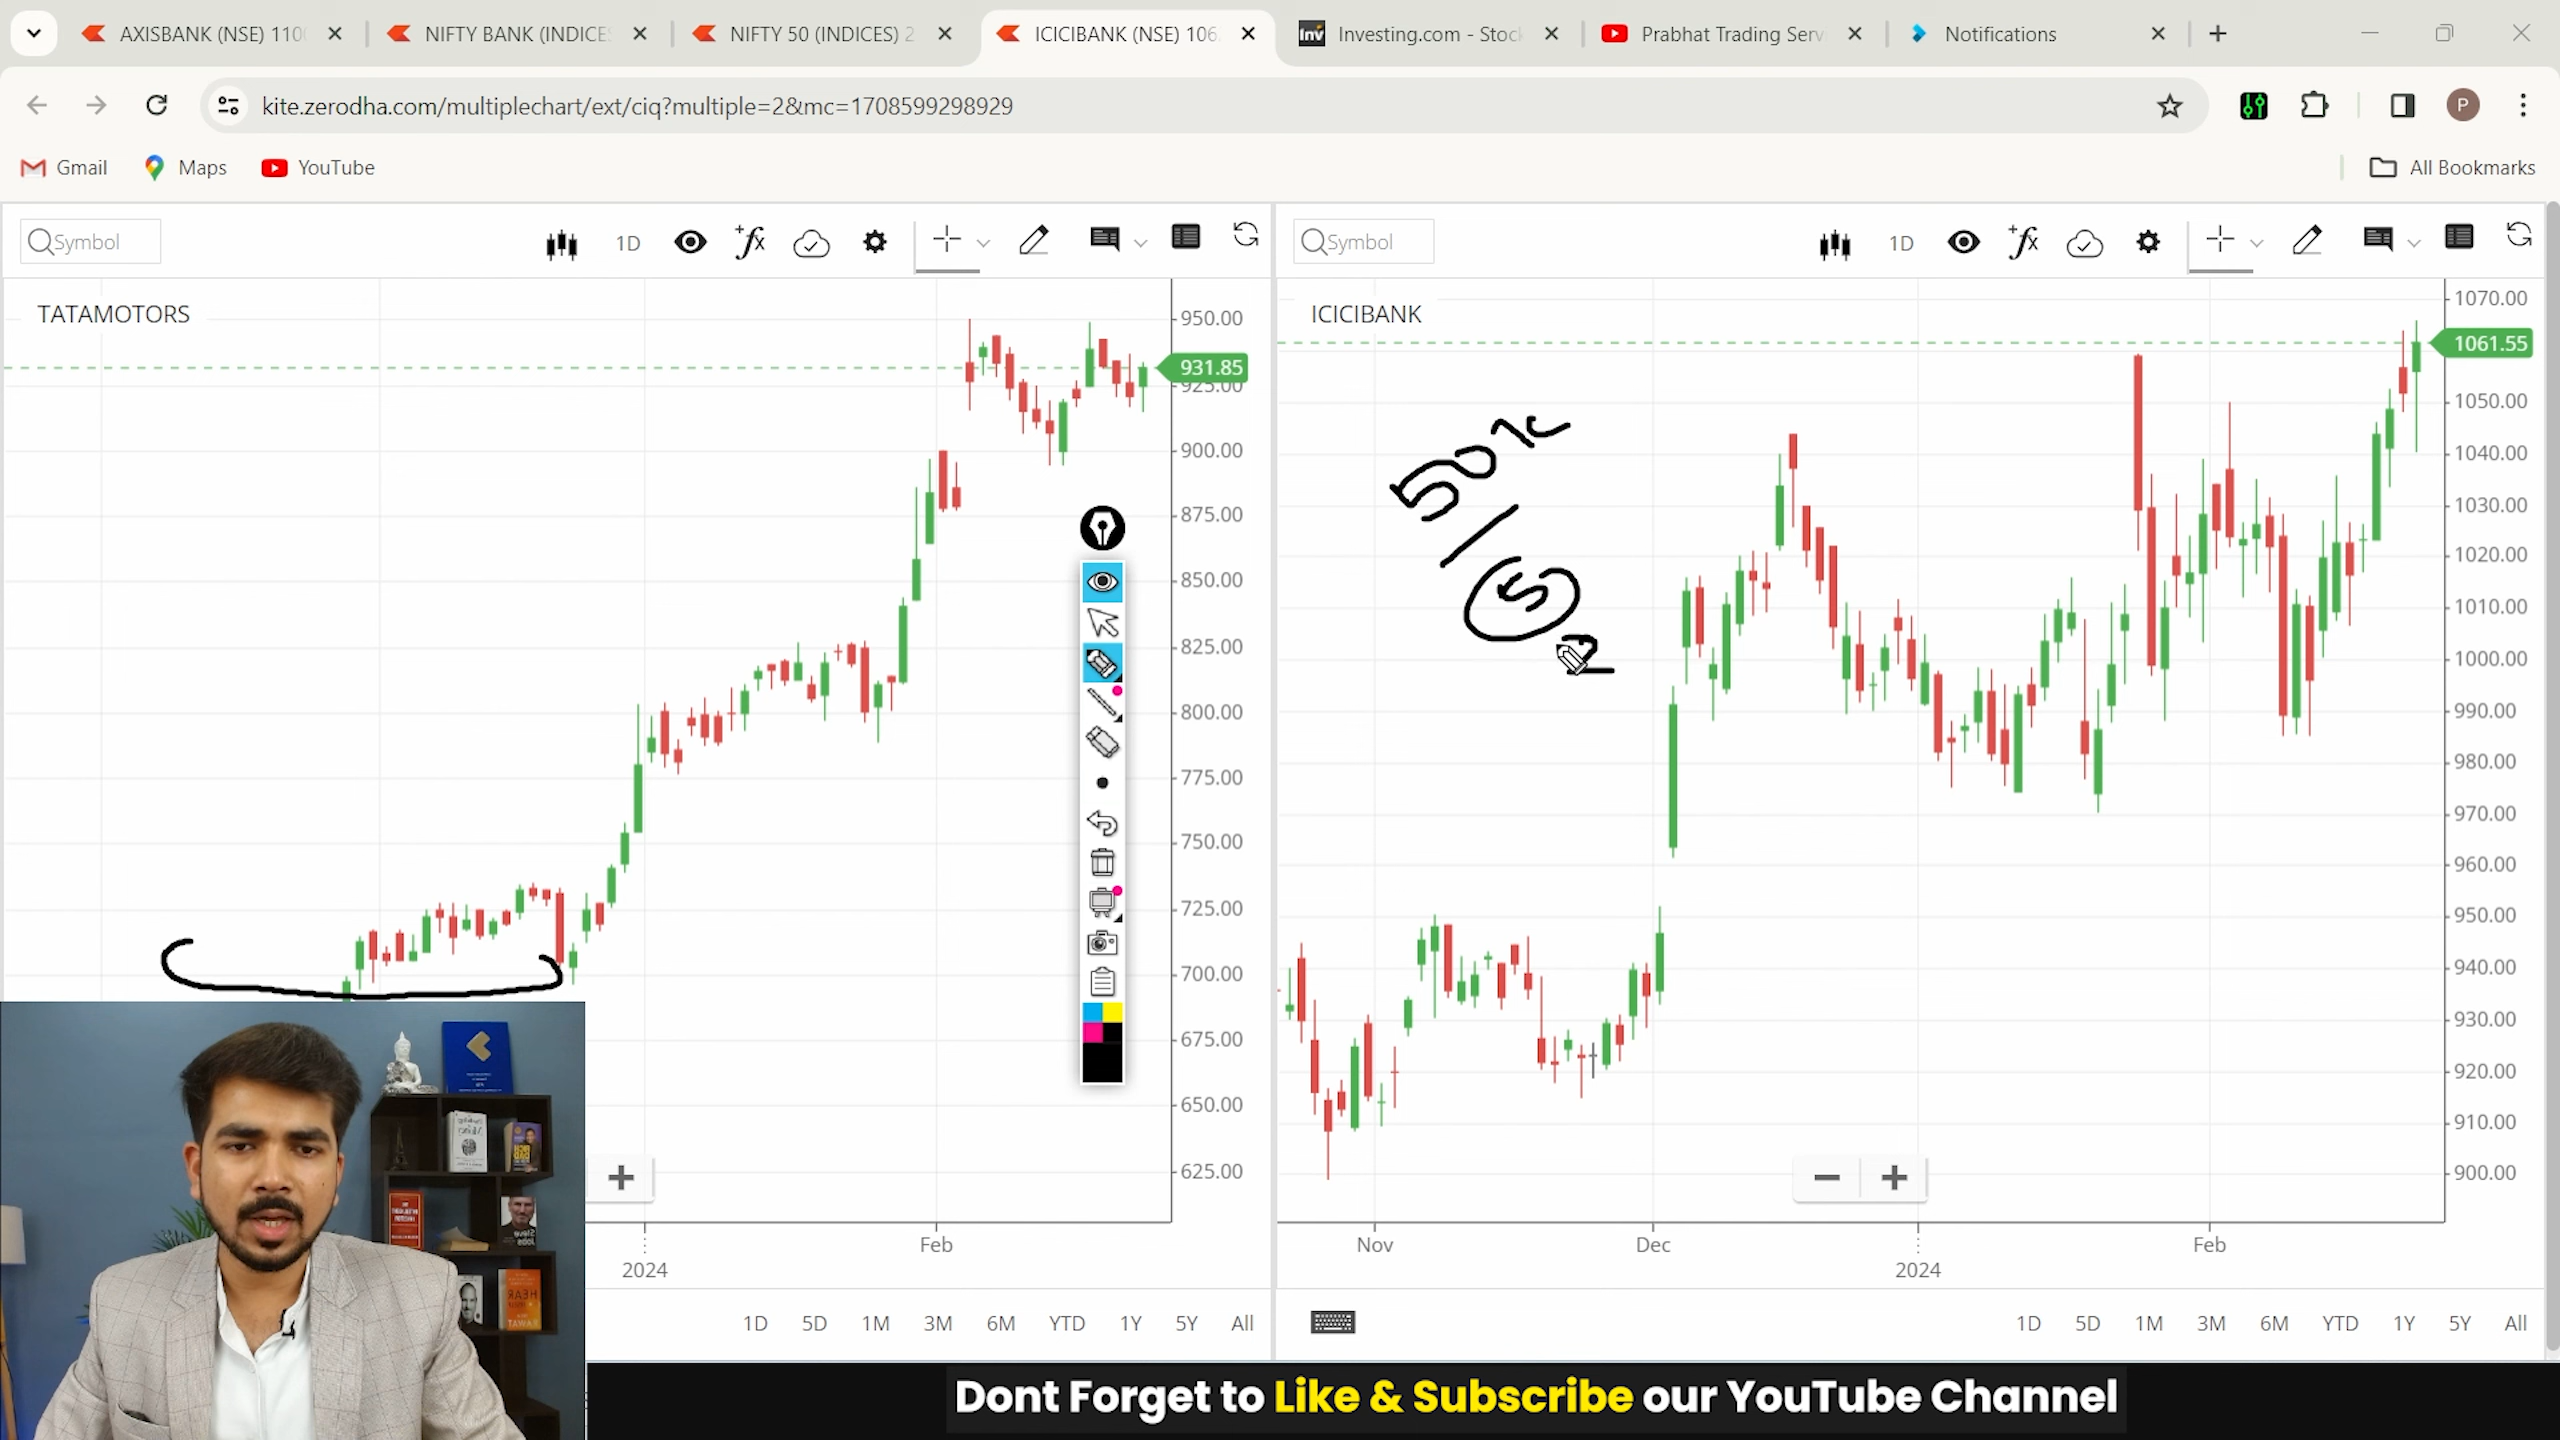 AXISBANK (NSE) 110
NIFTY BANK (INDICES
NIFTY 50 (INDICES) 2
ICICIBANK (NSE) 106
Investing.com - Stoc
Prabhat Trading Serv
Notifications
kite.zerodha.com/multiplechart/ext/ciq?multiple=2&mc=1708599298929
P
Gmail
Maps
YouTube
All Bookmarks
Symbol
1D
Symbol
1D
TATAMOTORS
950.00
931.85
925.00
900.00
875.00
850.00
825.00
800.00
775.00
750.00
725.00
700.00
675.00
650.00
625.00
Feb
2024
1D 5D 1M 3M 6M YTD 1Y 5Y All
ICICIBANK
1070.00
1061.55
1050.00
1040.00
1030.00
1020.00
1010.00
1000.00
990.00
980.00
970.00
960.00
950.00
940.00
930.00
920.00
910.00
900.00
50%
5
Nov Dec Feb
2024
1D 5D 1M 3M 6M YTD 1Y 5Y All
Dont Forget to Like & Subscribe our YouTube Channel